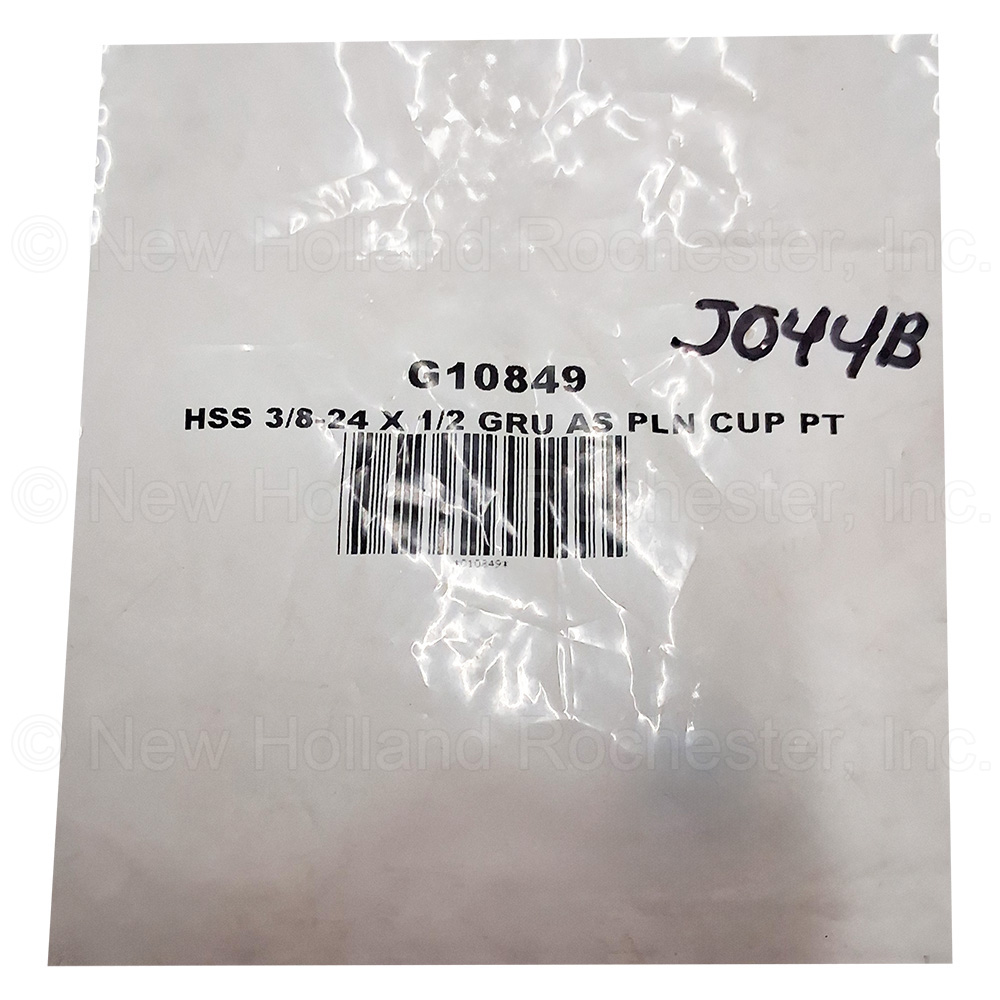 © New Holland Rochester, Inc.
J044B
G10849
HSS 3/8-24 X 1/2 GRU AS PLN CUP PT
© New Holland Rochester, Inc.
© New Holland Rochester, Inc.